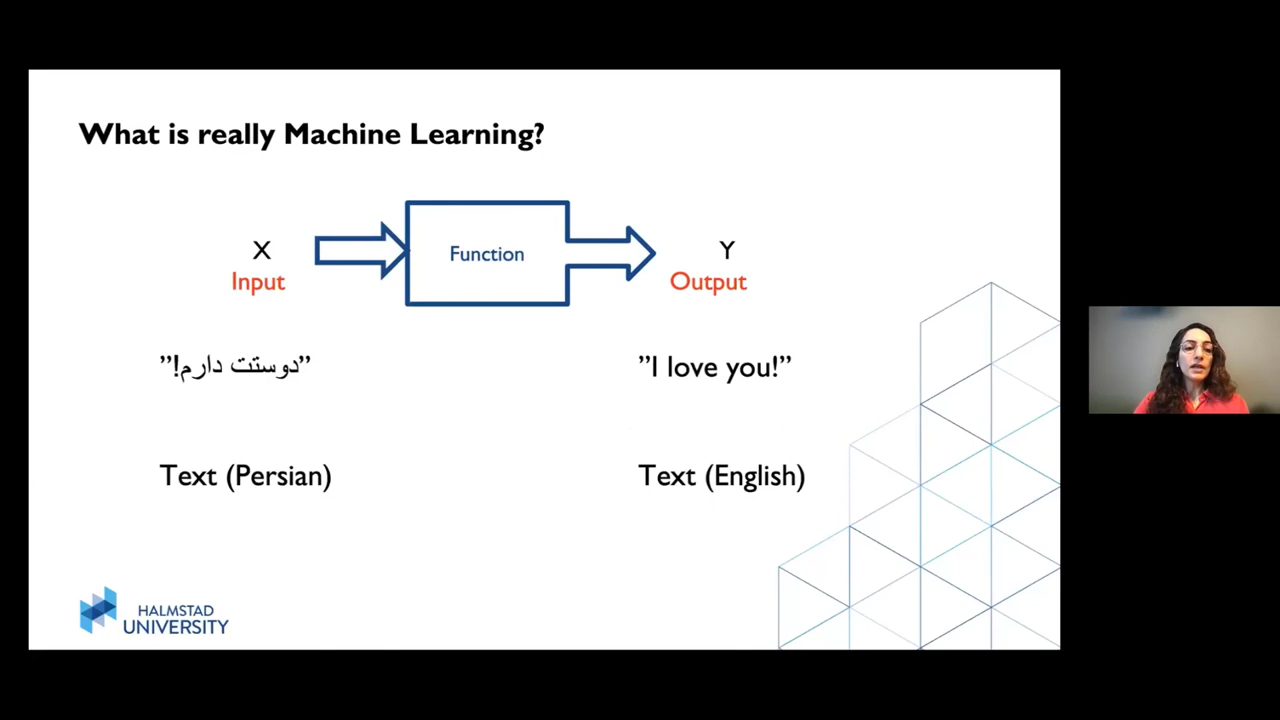 What is really Machine Learning?
X
Function
Y
Input
Output
”دوستت دارم!”
”I love you!”
Text (Persian)
Text (English)
HALMSTAD
UNIVERSITY